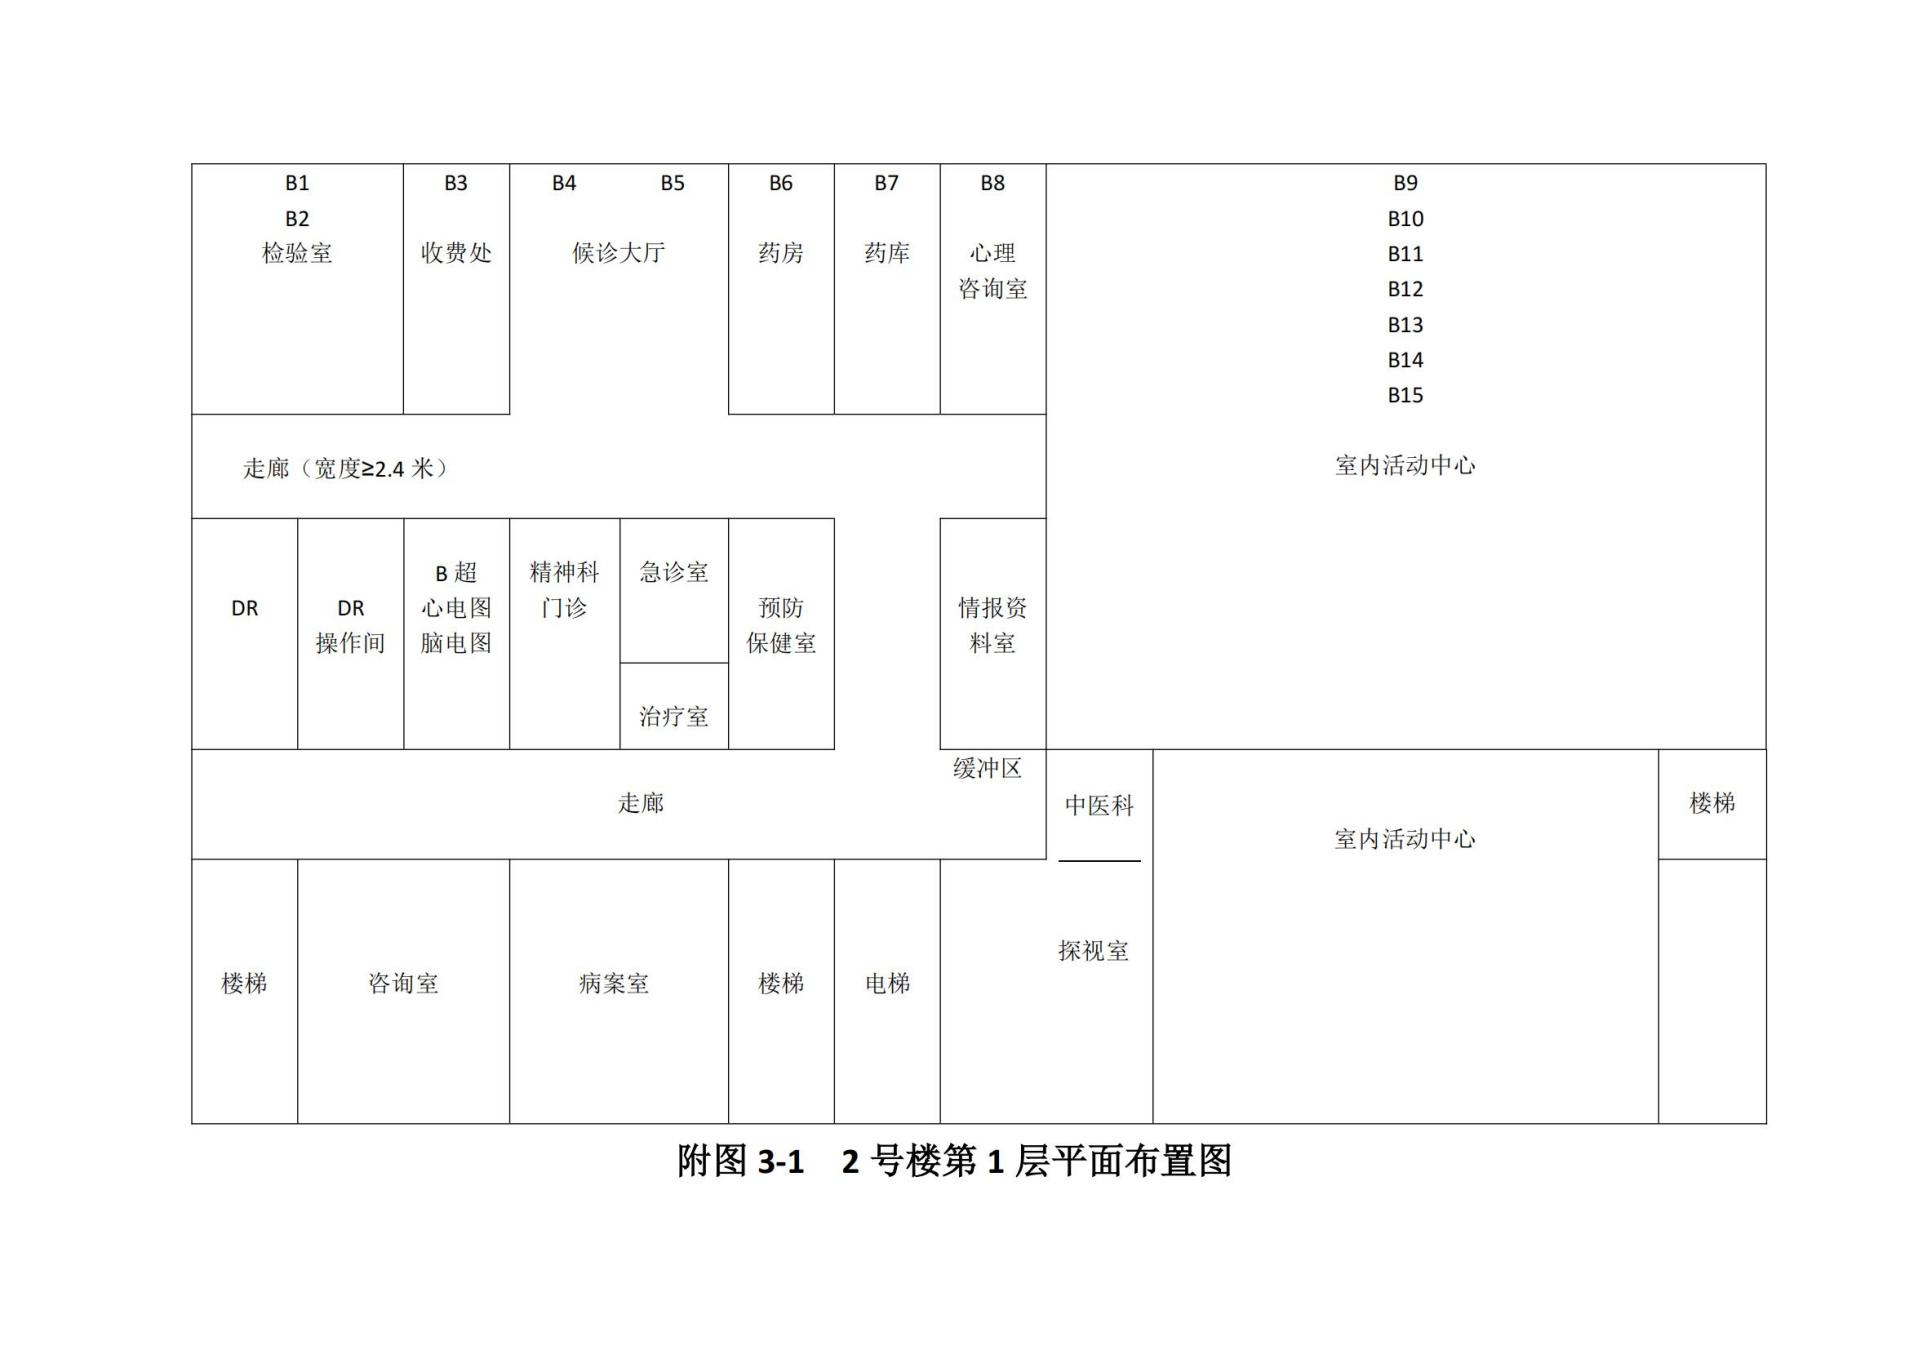 B1
B2
检验室
B3
收费处
B4 B5
候诊大厅
B6
药房
B7
药库
B8
心理
咨询室
B9
B10
B11
B12
B13
B14
B15
室内活动中心
走廊（宽度≥2.4 米）
DR
DR
操作间
B 超
心电图
脑电图
精神科
门诊
急诊室
治疗室
预防
保健室
情报资
料室
走廊
缓冲区
中医科
室内活动中心
楼梯
楼梯
咨询室
病案室
楼梯
电梯
探视室
附图 3-1 2 号楼第 1 层平面布置图